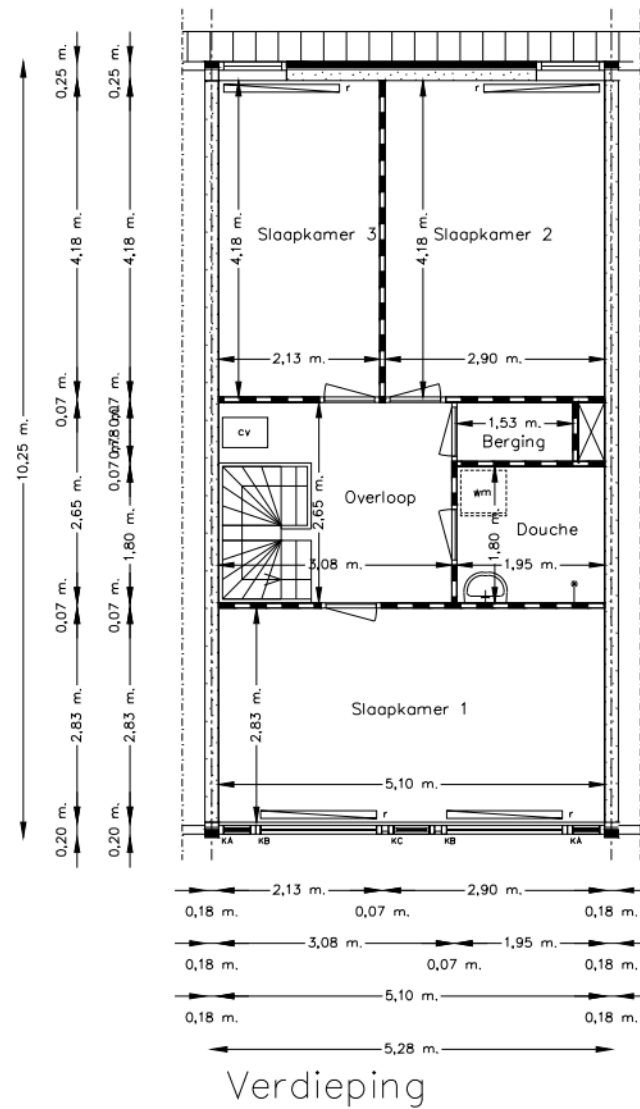 0,25 m.
0,25 m.
r
r
10,25 m.
4,18 m.
4,18 m.
4,18 m.
Slaapkamer 3
4,18 m.
Slaapkamer 2
2,13 m.
2,90 m.
0,07 m.
cv
1,53 m.
Berging
2,65 m.
1,80 m.
Overloop
2,65 m.
wm
1,80 m.
Douche
3,08 m.
1,95 m.
0,07 m.
0,07 m.
2,83 m.
2,83 m.
2,83 m.
Slaapkamer 1
5,10 m.
0,20 m.
0,20 m.
r
r
KA
KB
KC
KB
KA
2,13 m.
2,90 m.
0,18 m.
0,07 m.
0,18 m.
3,08 m.
1,95 m.
0,18 m.
0,07 m.
0,18 m.
5,10 m.
0,18 m.
0,18 m.
5,28 m.
Verdieping